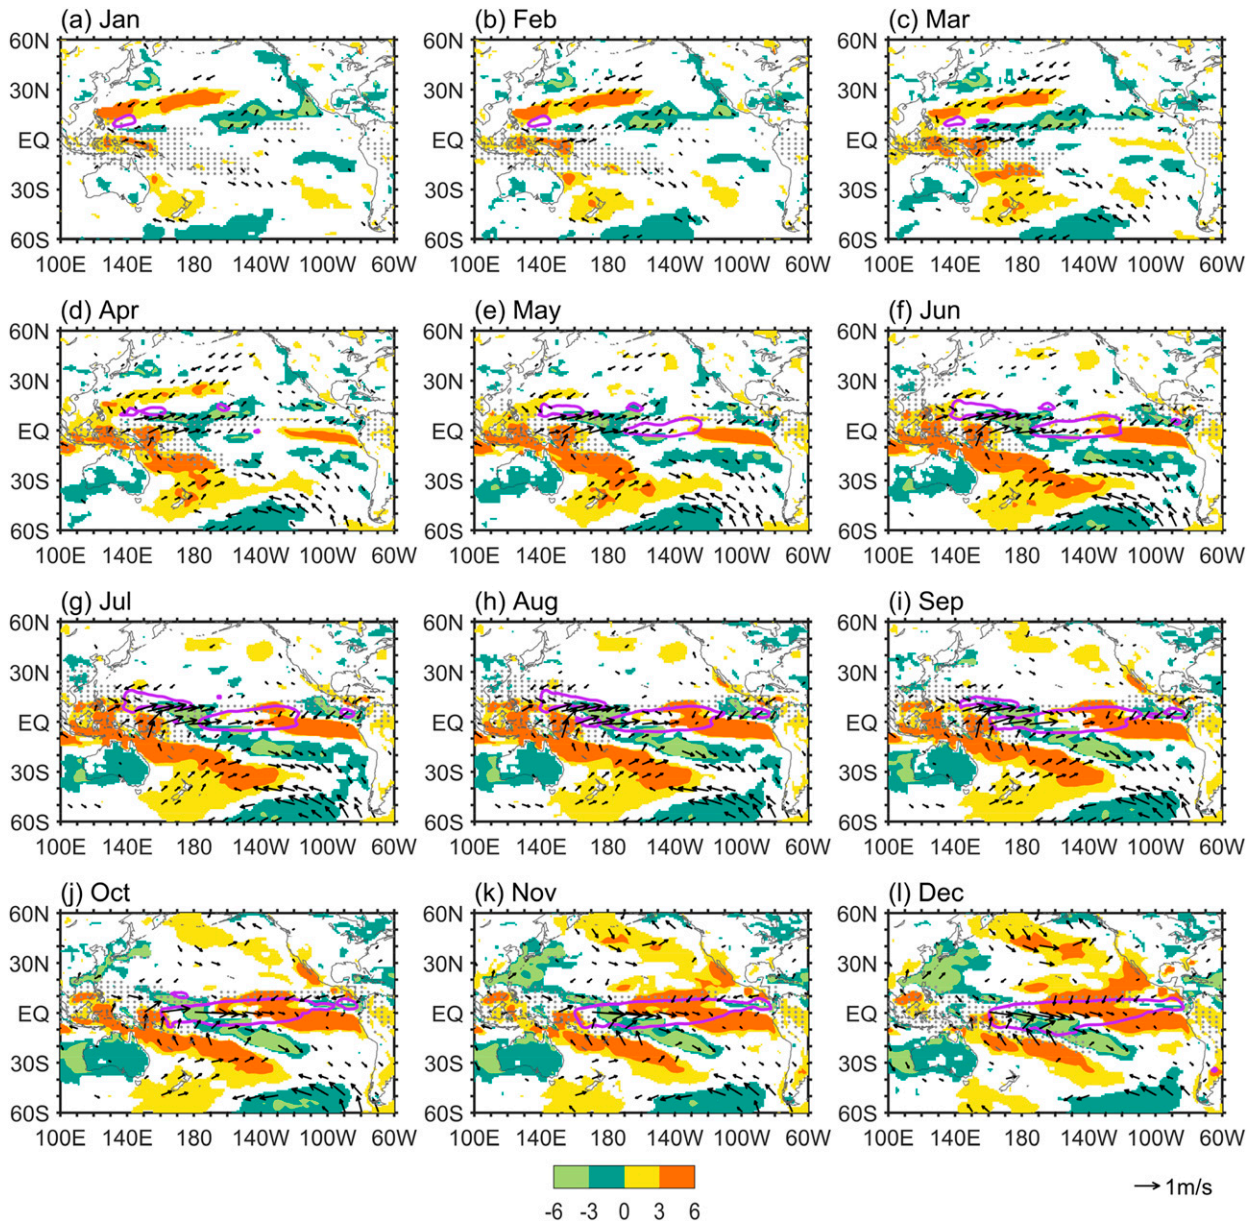 (a) Jan (b) Feb (c) Mar
60N 60N 60N
30N 30N 30N
EQ EQ EQ
30S 30S 30S
60S 60S 60S
100E 140E 180 140W 100W 60W 100E 140E 180 140W 100W 60W 100E 140E 180 140W 100W 60W
(d) Apr (e) May (f) Jun
60N 60N 60N
30N 30N 30N
EQ EQ EQ
30S 30S 30S
60S 60S 60S
100E 140E 180 140W 100W 60W 100E 140E 180 140W 100W 60W 100E 140E 180 140W 100W 60W
(g) Jul (h) Aug (i) Sep
60N 60N 60N
30N 30N 30N
EQ EQ EQ
30S 30S 30S
60S 60S 60S
100E 140E 180 140W 100W 60W 100E 140E 180 140W 100W 60W 100E 140E 180 140W 100W 60W
(j) Oct (k) Nov (l) Dec
60N 60N 60N
30N 30N 30N
EQ EQ EQ
30S 30S 30S
60S 60S 60S
100E 140E 180 140W 100W 60W 100E 140E 180 140W 100W 60W 100E 140E 180 140W 100W 60W
1m/s
-6 -3 0 3 6